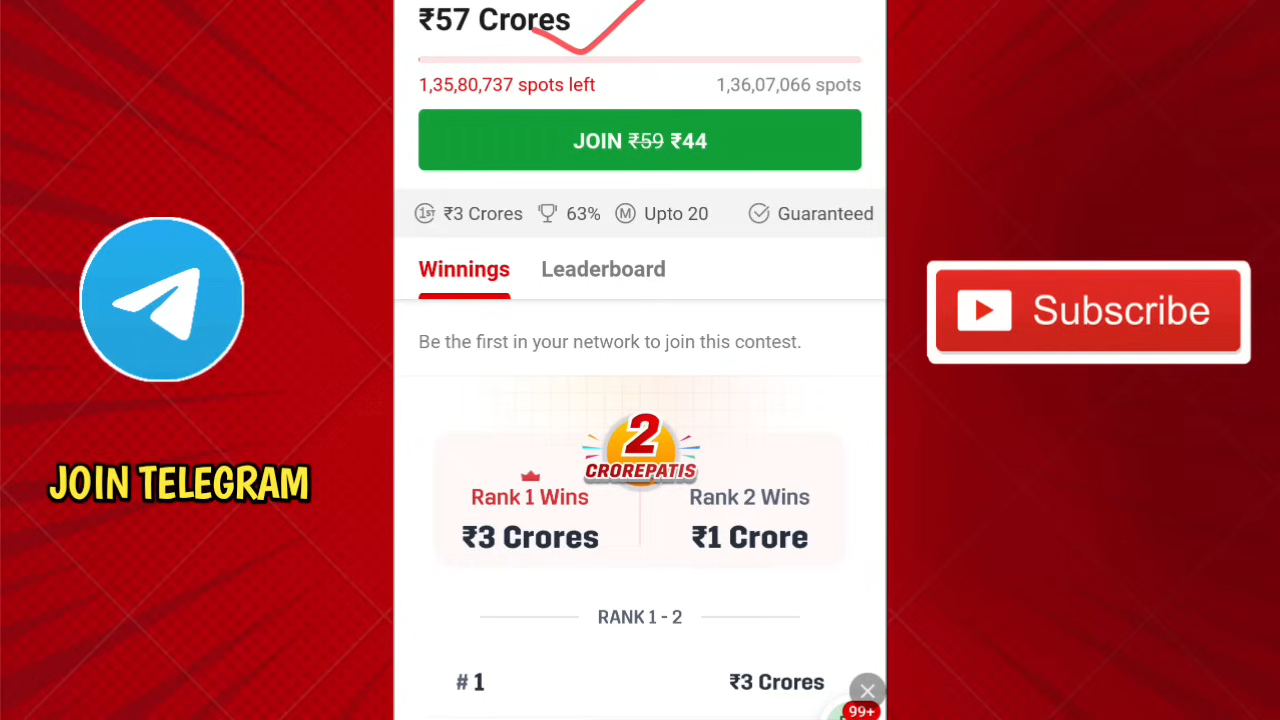 ₹57 Crores
1,35,80,737 spots left 1,36,07,066 spots
JOIN ₹59 ₹44
1ST ₹3 Crores 63% M Upto 20 Guaranteed
Winnings Leaderboard
Be the first in your network to join this contest.
2
CROREPATIS
Rank 1 Wins Rank 2 Wins
₹3 Crores ₹1 Crore
RANK 1 - 2
# 1 ₹3 Crores
99+
JOIN TELEGRAM
Subscribe